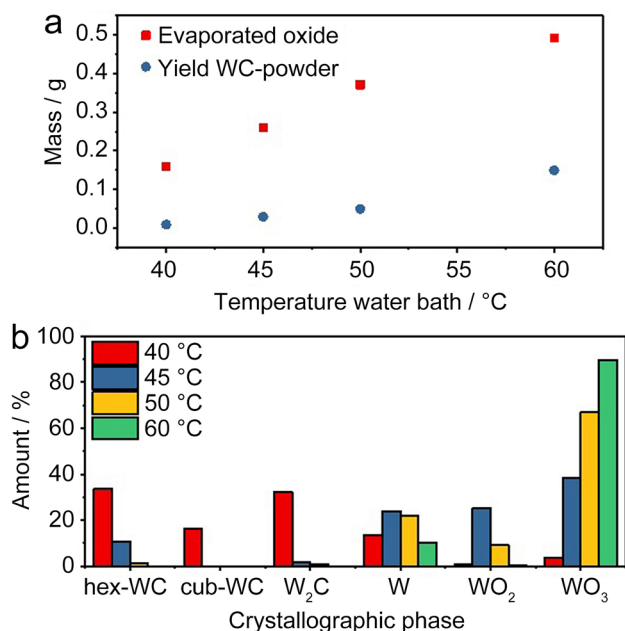 a
0.5
0.4
0.3
0.2
0.1
0.0
Mass / g
Evaporated oxide
Yield WC-powder
40 45 50 55 60
Temperature water bath / °C
b
100
80
60
40
20
0
Amount / %
40 °C
45 °C
50 °C
60 °C
hex-WC cub-WC W₂C W WO₂ WO₃
Crystallographic phase